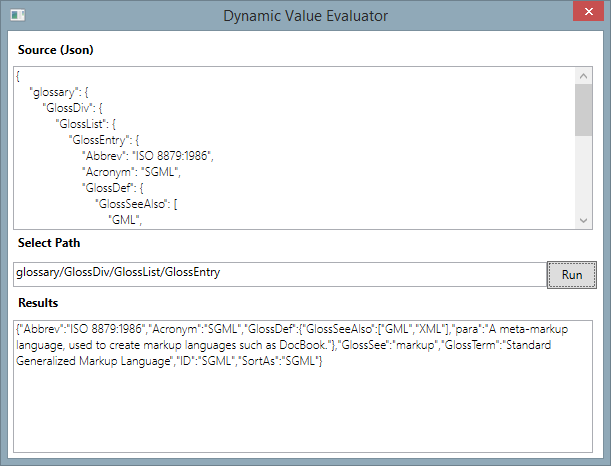 Dynamic Value Evaluator
Source (Json)
{
"glossary": {
"GlossDiv": {
"GlossList": {
"GlossEntry": {
"Abbrev": "ISO 8879:1986",
"Acronym": "SGML",
"GlossDef": {
"GlossSeeAlso": [
"GML",
Select Path
glossary/GlossDiv/GlossList/GlossEntry
Run
Results
{"Abbrev":"ISO 8879:1986","Acronym":"SGML","GlossDef":{"GlossSeeAlso":["GML","XML"],"para":"A meta-markup
language, used to create markup languages such as DocBook."},"GlossSee":"markup","GlossTerm":"Standard
Generalized Markup Language","ID":"SGML","SortAs":"SGML"}